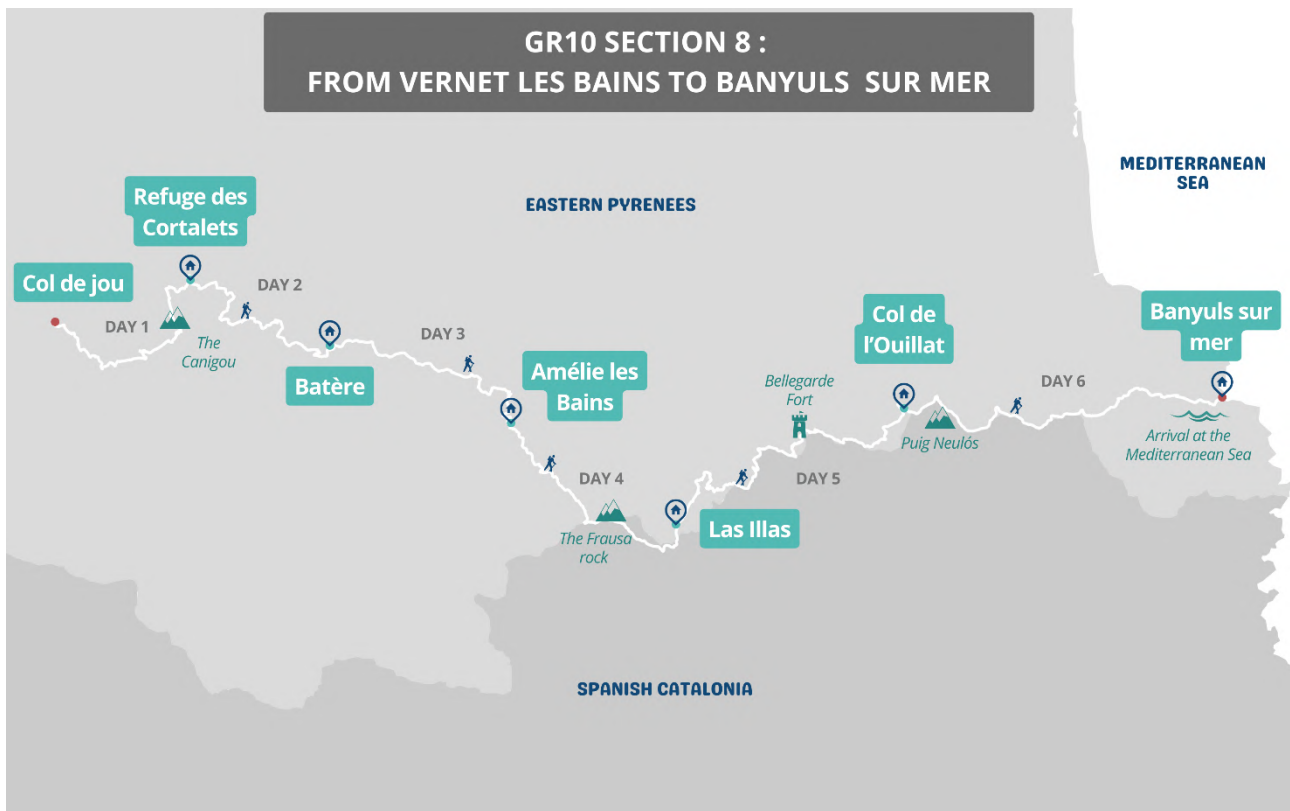 GR10 SECTION 8 :
FROM VERNET LES BAINS TO BANYULS SUR MER
MEDITERRANEAN
SEA
EASTERN PYRENEES
Refuge des
Cortalets
Col de jou
DAY 1
The
Canigou
DAY 2
Batère
DAY 3
Amélie les
Bains
DAY 4
The Frausa
rock
Las Illas
Bellegarde
Fort
DAY 5
Col de
l'Ouillat
Puig Neulós
DAY 6
Banyuls sur
mer
Arrival at the
Mediterranean Sea
SPANISH CATALONIA